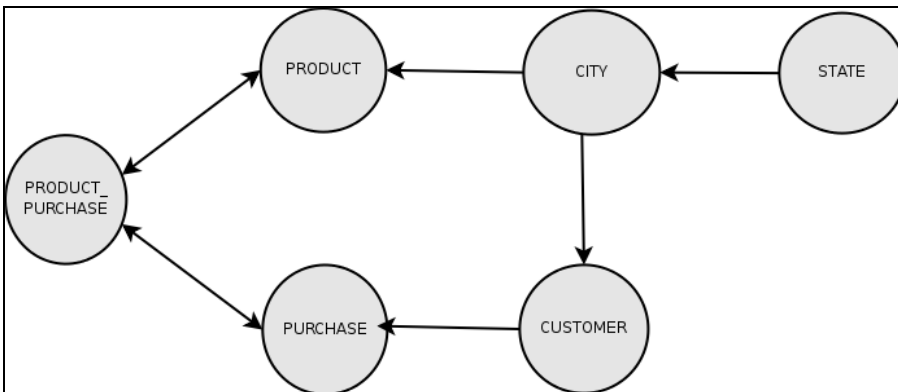 PRODUCT
CITY
STATE
PRODUCT_
PURCHASE
PURCHASE
CUSTOMER